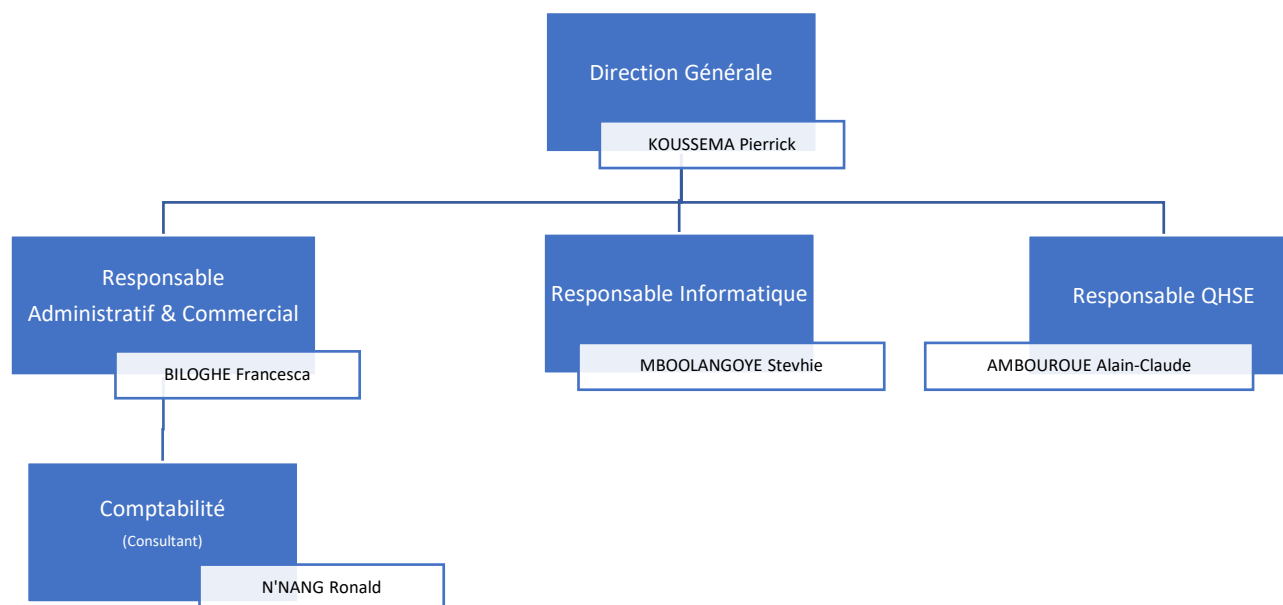 Direction Générale
KOUSSEMA Pierrick
Responsable
Administratif & Commercial
BILOGHE Francesca
Responsable Informatique
MBOOLANGOYE Stevhie
Responsable QHSE
AMBOUROUE Alain-Claude
Comptabilité
(Consultant)
N'NANG Ronald